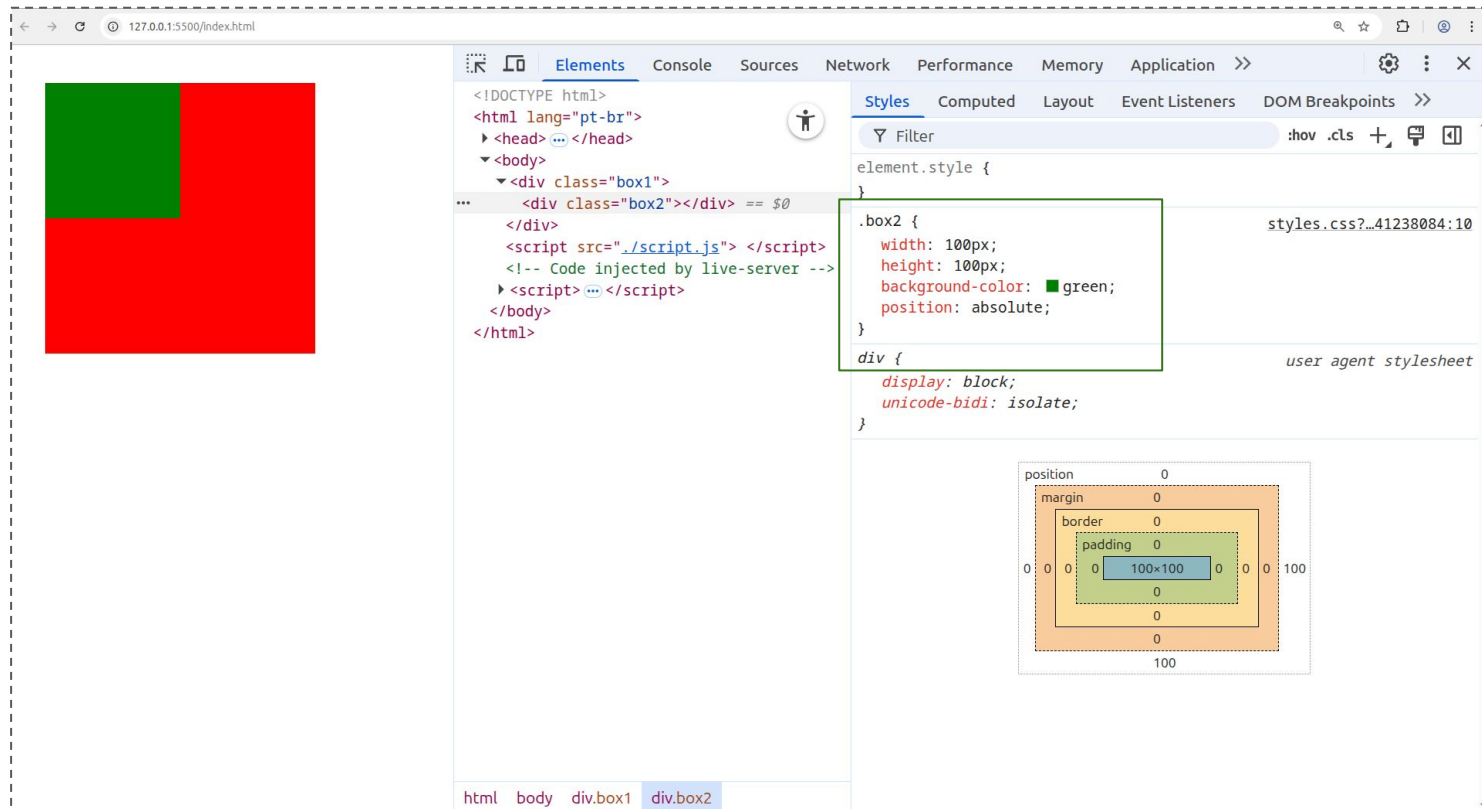 127.0.0.1:5500/index.html
Elements Console Sources Network Performance Memory Application
<!DOCTYPE html>
<html lang="pt-br">
<head> … </head>
<body>
<div class="box1">
<div class="box2"></div> == $0
</div>
<script src="./script.js"> </script>
<!-- Code injected by live-server -->
<script> … </script>
</body>
</html>
html body div.box1 div.box2
Styles Computed Layout Event Listeners DOM Breakpoints
Filter :hov .cls
element.style {
}
.box2 { styles.css?…41238084:10
width: 100px;
height: 100px;
background-color: green;
position: absolute;
}
div { user agent stylesheet
display: block;
unicode-bidi: isolate;
}
position 0
margin 0
border 0
padding 0
0 0 0 0 100×100 0 0 0 100
0
0
0
100